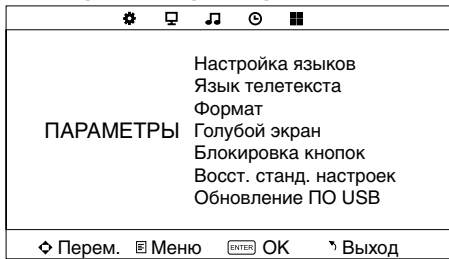 Настройка языков
Язык телетекста
Формат
ПАРАМЕТРЫ Голубой экран
Блокировка кнопок
Восст. станд. настроек
Обновление ПО USB
Перем. Меню ENTER OK Выход